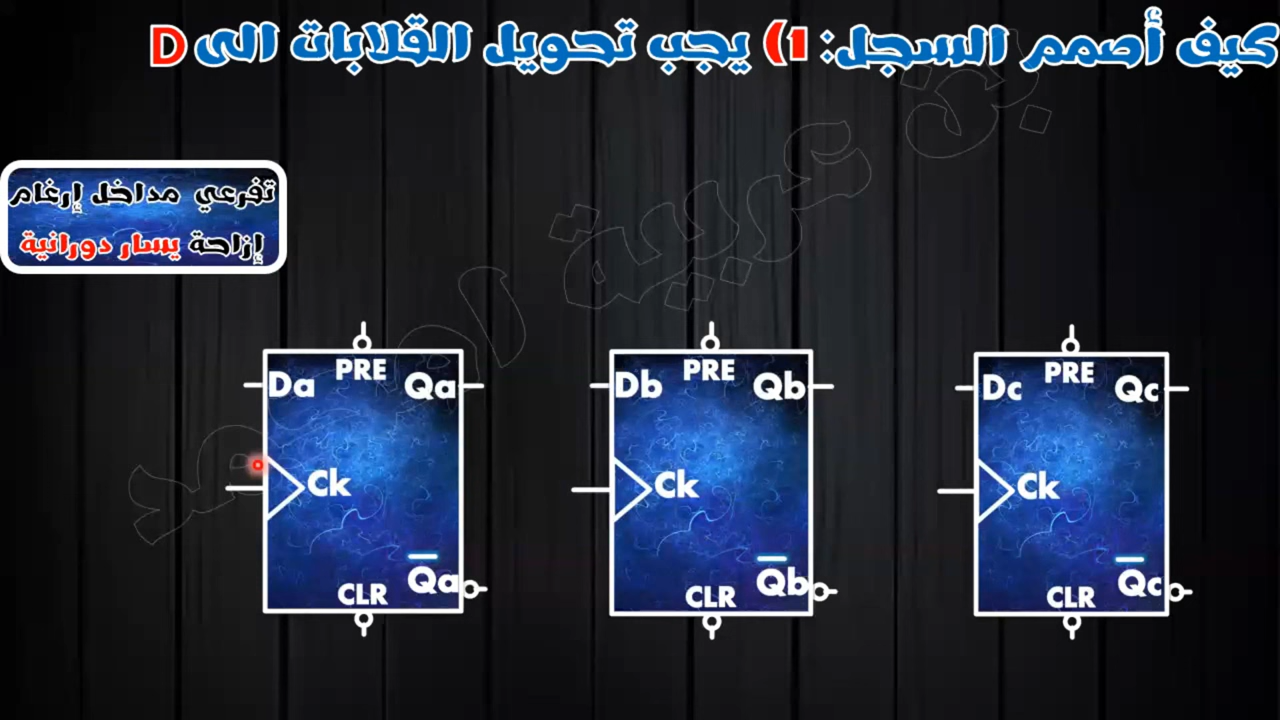 كيف أصمم السجل: 1) يجب تحويل القلابات الى D
تفرعي مداخل إرغام
إزاحة يسار دورانية
PRE
Da Qa
Ck
Qa
CLR
PRE
Db Qb
Ck
Qb
CLR
PRE
Dc Qc
Ck
Qc
CLR